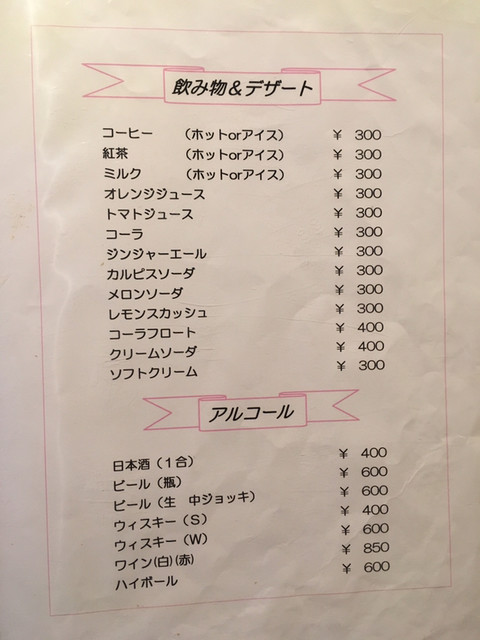 飲み物&デザート
コーヒー (ホットorアイス) ¥ 300
紅茶 (ホットorアイス) ¥ 300
ミルク (ホットorアイス) ¥ 300
オレンジジュース ¥ 300
トマトジュース ¥ 300
コーラ ¥ 300
ジンジャーエール ¥ 300
カルピスソーダ ¥ 300
メロンソーダ ¥ 300
レモンスカッシュ ¥ 300
コーラフロート ¥ 400
クリームソーダ ¥ 400
ソフトクリーム ¥ 300
アルコール
日本酒(1合) ¥ 400
ビール(瓶) ¥ 600
ビール(生 中ジョッキ) ¥ 600
ウィスキー(S) ¥ 400
ウィスキー(W) ¥ 600
ワイン(白)(赤) ¥ 850
ハイボール ¥ 600